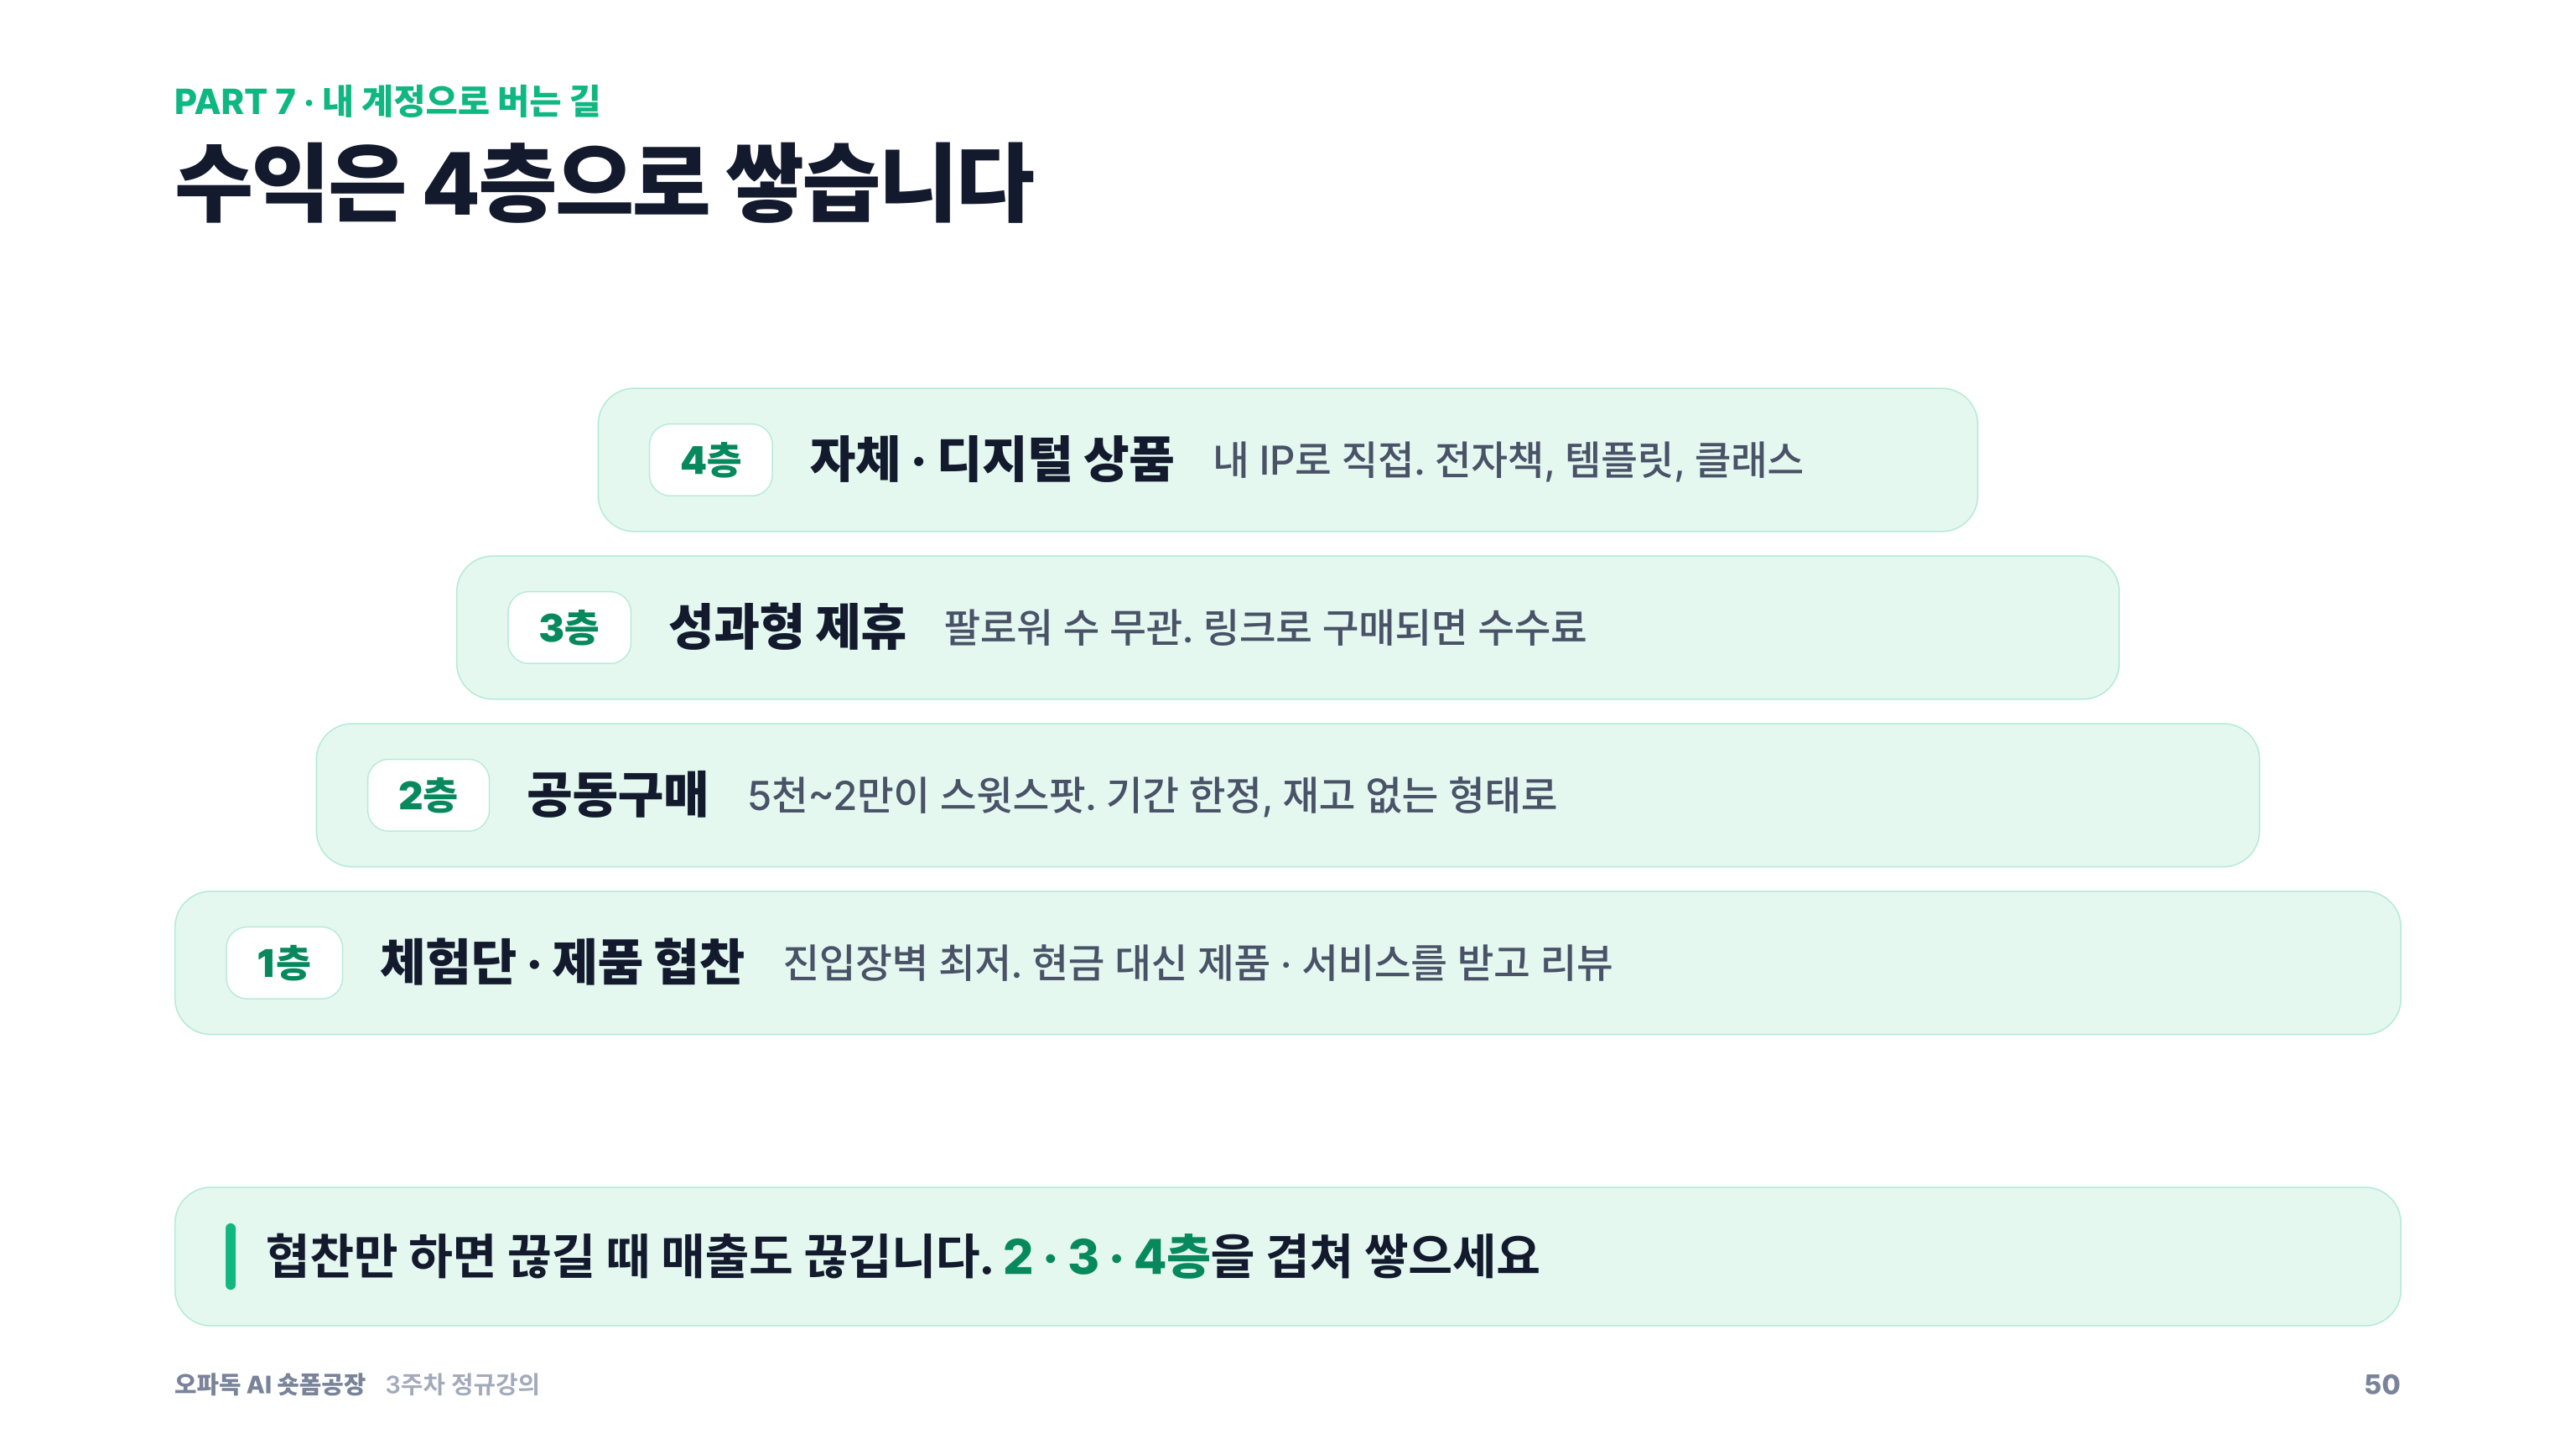 PART 7 · 내 계정으로 버는 길
수익은 4층으로 쌓습니다
4층 자체 · 디지털 상품 내 IP로 직접. 전자책, 템플릿, 클래스
3층 성과형 제휴 팔로워 수 무관. 링크로 구매되면 수수료
2층 공동구매 5천~2만이 스윗스팟. 기간 한정, 재고 없는 형태로
1층 체험단 · 제품 협찬 진입장벽 최저. 현금 대신 제품 · 서비스를 받고 리뷰
협찬만 하면 끊길 때 매출도 끊깁니다. 2 · 3 · 4층을 겹쳐 쌓으세요
오파독 AI 숏폼공장 3주차 정규강의 50